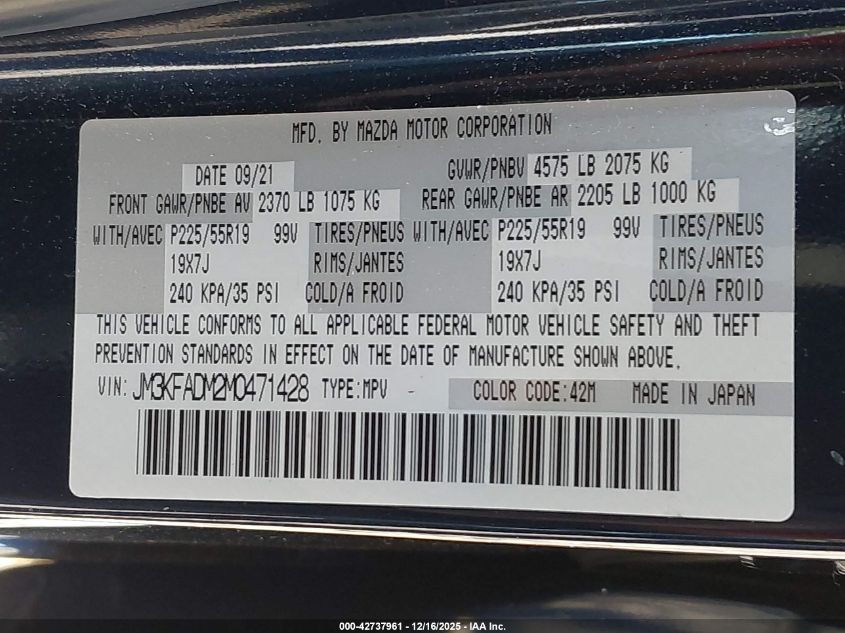 MFD. BY MAZDA MOTOR CORPORATION
DATE 09/21 GVWR/PNBV 4575 LB 2075 KG
FRONT GAWR/PNBE AV 2370 LB 1075 KG REAR GAWR/PNBE AR 2205 LB 1000 KG
WITH/AVEC P225/55R19 99V TIRES/PNEUS WITH/AVEC P225/55R19 99V TIRES/PNEUS
19X7J RIMS/JANTES 19X7J RIMS/JANTES
240 KPA/35 PSI COLD/A FROID 240 KPA/35 PSI COLD/A FROID
THIS VEHICLE CONFORMS TO ALL APPLICABLE FEDERAL MOTOR VEHICLE SAFETY AND THEFT
PREVENTION STANDARDS IN EFFECT ON THE DATE OF MANUFACTURE SHOWN ABOVE.
VIN: JM3KFADM2M0471428 TYPE:MPV - COLOR CODE:42M MADE IN JAPAN
000-42737961 - 12/16/2025 - IAA Inc.